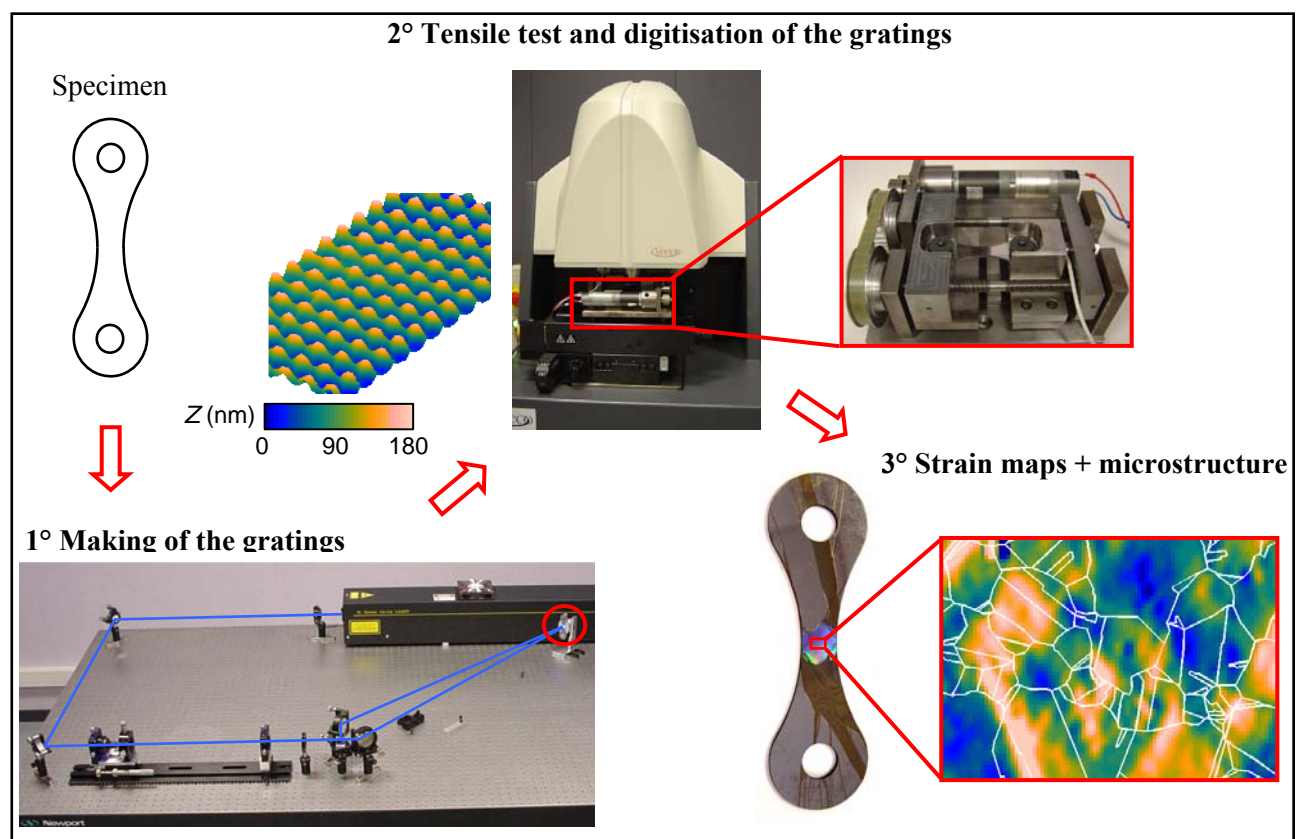 2° Tensile test and digitisation of the gratings
Specimen
Z (nm)
0 90 180
3° Strain maps + microstructure
1° Making of the gratings
Newport